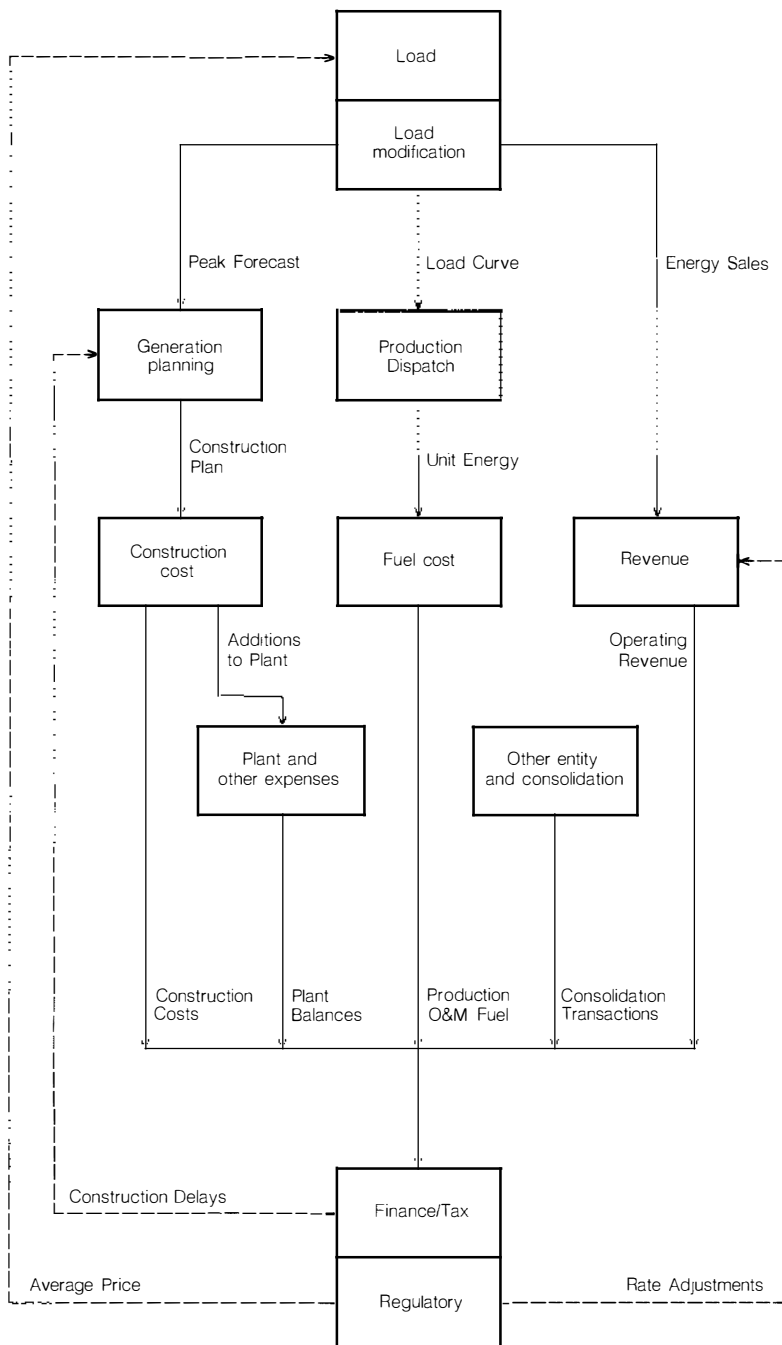 Load
Load
modification
Peak Forecast
Load Curve
Energy Sales
Generation
planning
Production
Dispatch
Construction
Plan
Unit Energy
Construction
cost
Fuel cost
Revenue
Additions
to Plant
Operating
Revenue
Plant and
other expenses
Other entity
and consolidation
Construction
Costs
Plant
Balances
Production
O&M Fuel
Consolidation
Transactions
Construction Delays
Finance/Tax
Average Price
Regulatory
Rate Adjustments